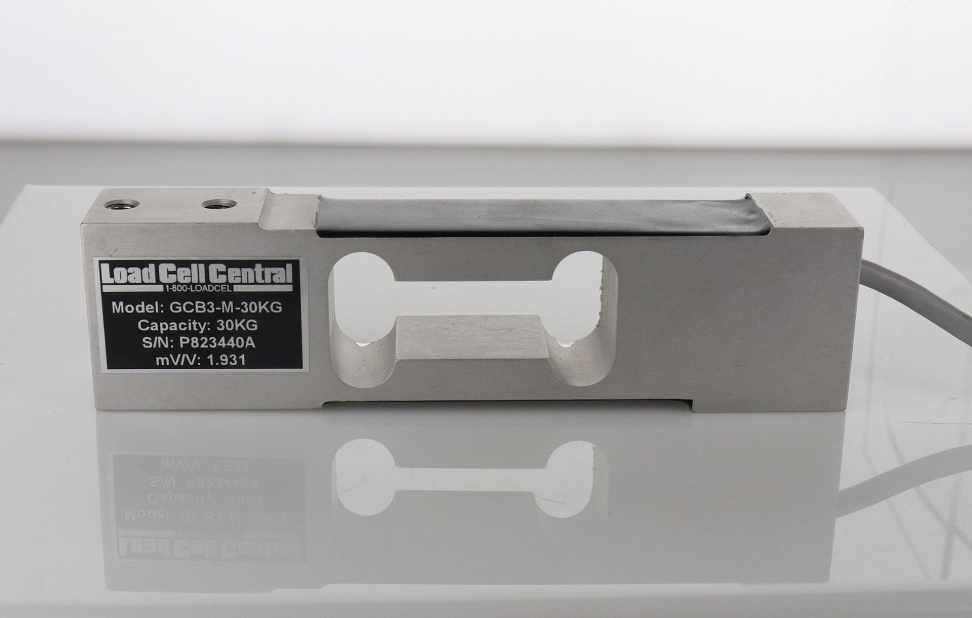 Load Cell Central
1-800-LOADCEL
Model: GCB3-M-30KG
Capacity: 30KG
S/N: P823440A
mV/V: 1.931